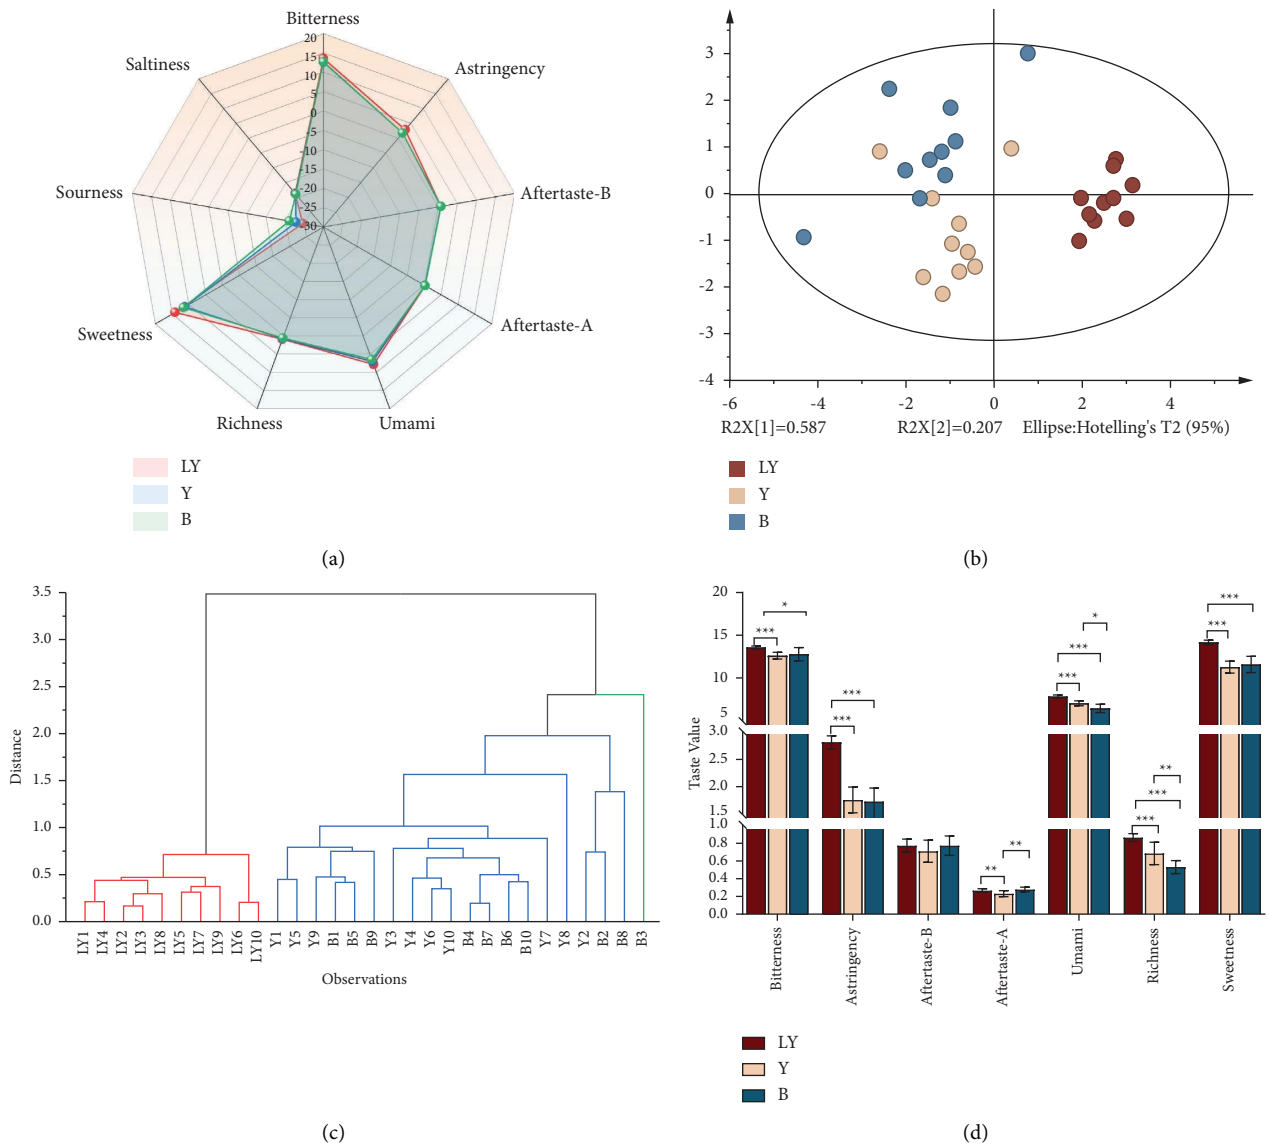 Bitterness
Astringency
Aftertaste-B
Aftertaste-A
Umami
Richness
Sweetness
Sourness
Saltiness
20
15
10
5
0
-5
-10
-15
-20
-25
-30
LY
Y
B
(a)
3
2
1
0
-1
-2
-3
-4
-6 -4 -2 0 2 4
R2X[1]=0.587 R2X[2]=0.207 Ellipse:Hotelling's T2 (95%)
LY
Y
B
(b)
Distance
3.5
3.0
2.5
2.0
1.5
1.0
0.5
0.0
LY1 LY4 LY2 LY3 LY8 LY5 LY7 LY9 LY6 LY10 Y1 Y5 Y9 B1 B5 B9 Y3 Y4 Y6 Y10 B4 B7 B6 B10 Y7 Y8 Y2 B2 B8 B3
Observations
(c)
Taste Value
20
15
10
5
3.0
2.5
2.0
1.5
1.0
0.8
0.6
0.4
0.2
0.0
* *** *** *** ** ** *** *** * *** *** ** *** ***
Bitterness Astringency Aftertaste-B Aftertaste-A Umami Richness Sweetness
LY
Y
B
(d)